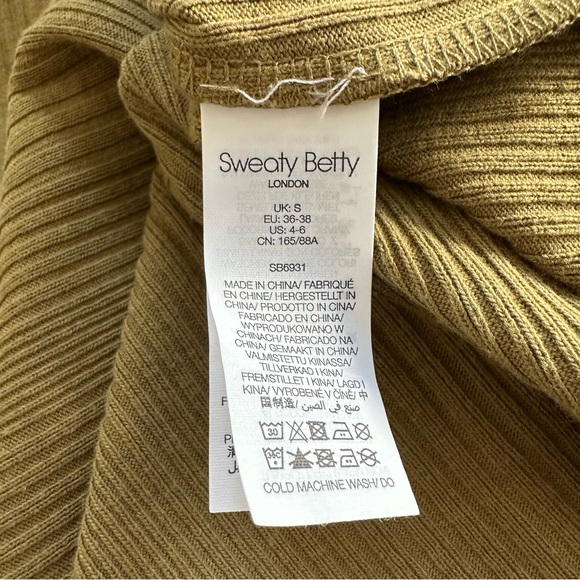 Sweaty Betty
LONDON
UK: S
EU: 36-38
US: 4-6
CN: 165/88A
SB6931
MADE IN CHINA/ FABRIQUÉ
EN CHINE/ HERGESTELLT IN
CHINA/ PRODOTTO IN CINA/
FABRICADO EN CHINA/
WYPRODUKOWANO W
CHINACH/ FABRICADO NA
CHINA/ GEMAAKT IN CHINA/
VALMISTETTU KIINASSA/
TILLVERKAD I KINA/
FREMSTILLET I KINA/ LAGD I
KINA/ VYROBENÉ V ČÍNĚ/ 中
国制造/ صنع في الصين/
30
30C
COLD MACHINE WASH/ DO